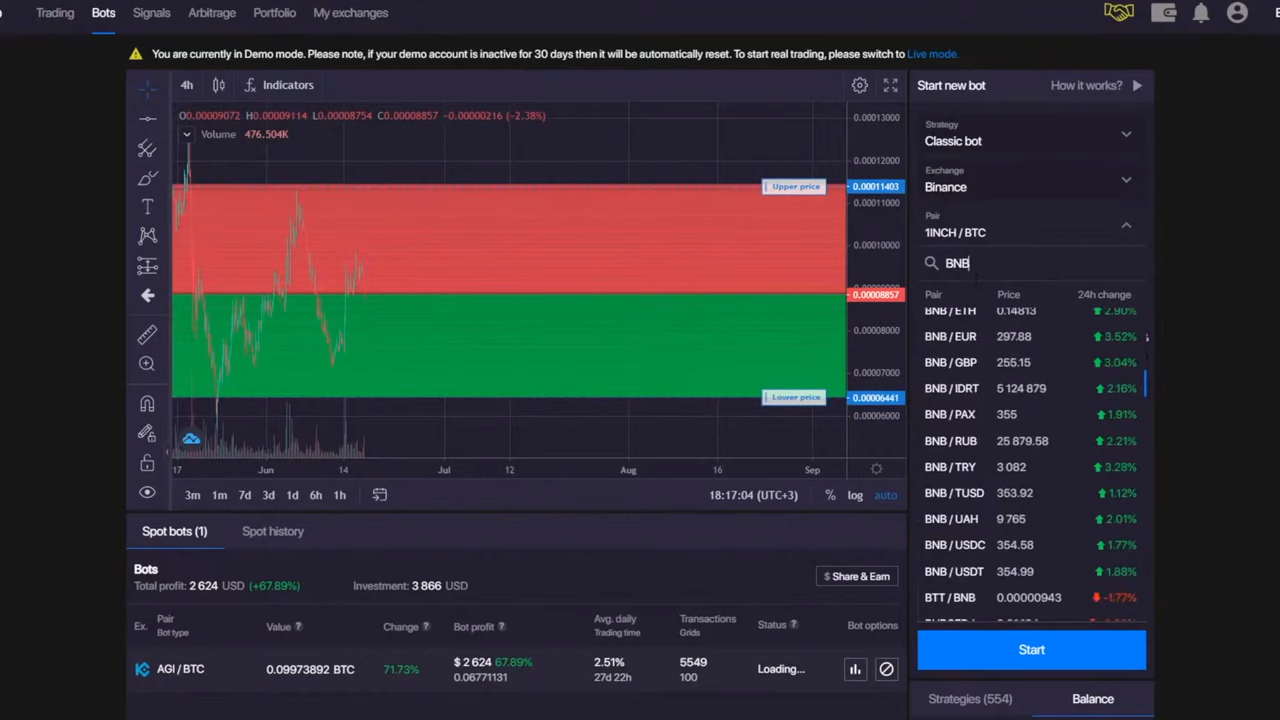 Trading Bots Signals Arbitrage Portfolio My exchanges
You are currently in Demo mode. Please note, if your demo account is inactive for 30 days then it will be automatically reset. To start real trading, please switch to Live mode.
4h Indicators
O0.00009072 H0.00009114 L0.00008754 C0.00008857 -0.00000216 (-2.38%)
Volume 476.504K
0.00013000
0.00012000
Upper price 0.00011403
0.00011000
0.00010000
0.00008857
0.00008000
0.00007000
Lower price 0.00006441
0.00006000
17 Jun 14 Jul 12 Aug 16 Sep
3m 1m 7d 3d 1d 6h 1h 18:17:04 (UTC+3) % log auto
Start new bot How it works?
Strategy
Classic bot
Exchange
Binance
Pair
1INCH / BTC
BNB
Pair Price 24h change
BNB / ETH 0.14813 2.90%
BNB / EUR 297.88 3.52%
BNB / GBP 255.15 3.04%
BNB / IDRT 5 124 879 2.16%
BNB / PAX 355 1.91%
BNB / RUB 25 879.58 2.21%
BNB / TRY 3 082 3.28%
BNB / TUSD 353.92 1.12%
BNB / UAH 9 765 2.01%
BNB / USDC 354.58 1.77%
BNB / USDT 354.99 1.88%
BTT / BNB 0.00000943 -1.77%
Start
Strategies (554) Balance
Spot bots (1) Spot history
Bots
Total profit: 2 624 USD (+67.89%) Investment: 3 866 USD
$ Share & Earn
Ex. Pair Value ? Change ? Bot profit ? Avg. daily Transactions Status ? Bot options
Bot type Trading time Grids
AGI / BTC 0.09973892 BTC 71.73% $ 2 624 67.89% 2.51% 5549 Loading...
0.06771131 27d 22h 100